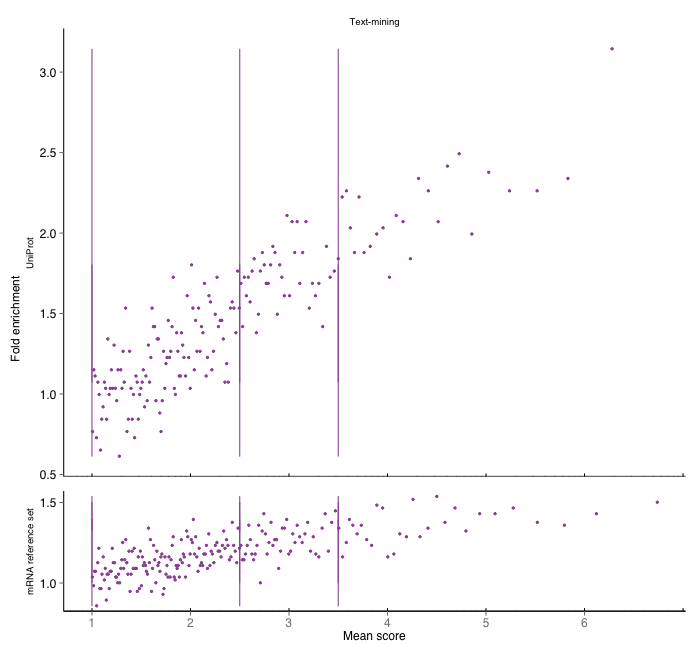 Text-mining
Fold enrichment
UniProt
3.0
2.5
2.0
1.5
1.0
0.5
mRNA reference set
1.5
1.0
1 2 3 4 5 6
Mean score